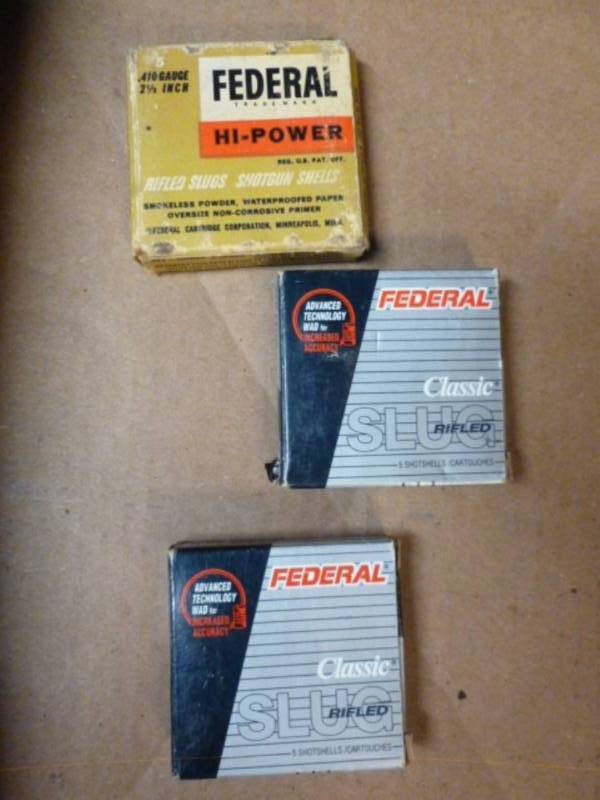 5
.410 GAUGE
2½ INCH
FEDERAL
TRADEMARK
HI-POWER
REG. U.S. PAT. OFF.
RIFLED SLUGS SHOTGUN SHELLS
SMOKELESS POWDER, WATERPROOFED PAPER
OVERSIZE NON-CORROSIVE PRIMER
FEDERAL CARTRIDGE CORPORATION, MINNEAPOLIS, MINN.
ADVANCED
TECHNOLOGY
WAD for
INCREASED
ACCURACY
FEDERAL®
Classic®
SLUG
RIFLED
5 SHOTSHELLS/CARTOUCHES
ADVANCED
TECHNOLOGY
WAD for
INCREASED
ACCURACY
FEDERAL®
Classic®
SLUG
RIFLED
5 SHOTSHELLS/CARTOUCHES